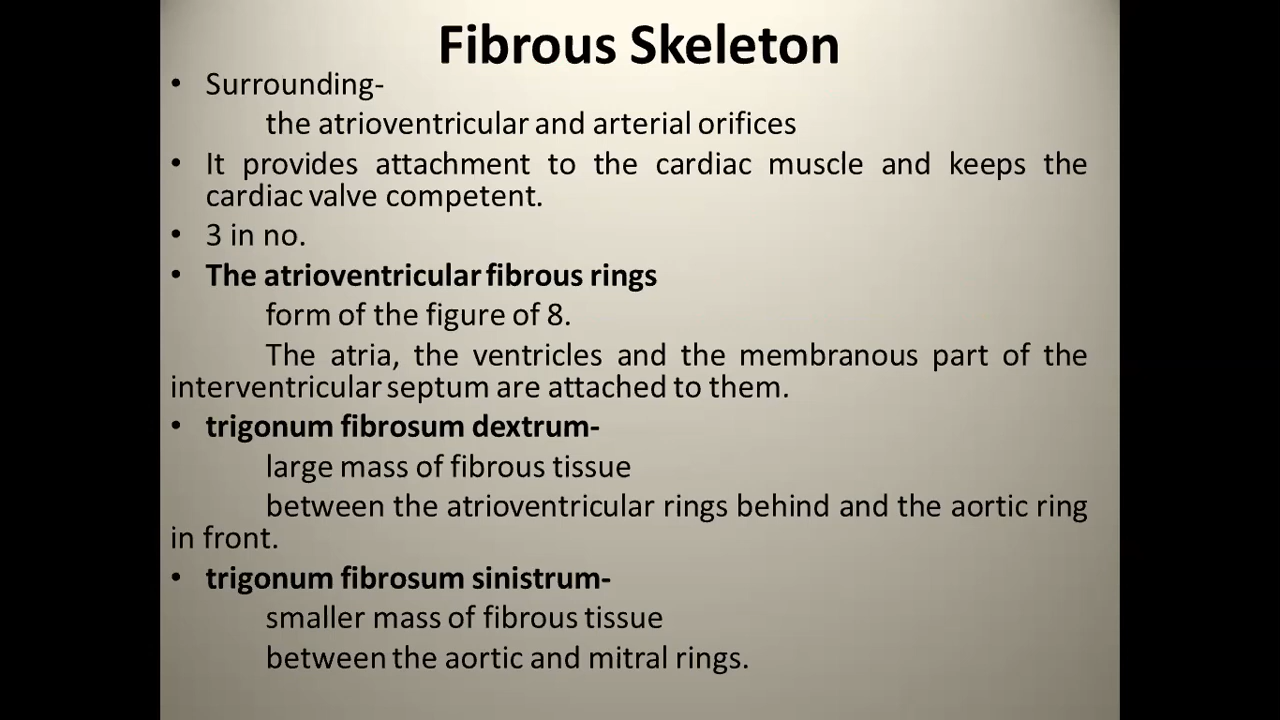 Fibrous Skeleton
• Surrounding-
the atrioventricular and arterial orifices
• It provides attachment to the cardiac muscle and keeps the
cardiac valve competent.
• 3 in no.
• The atrioventricular fibrous rings
form of the figure of 8.
The atria, the ventricles and the membranous part of the
interventricular septum are attached to them.
• trigonum fibrosum dextrum-
large mass of fibrous tissue
between the atrioventricular rings behind and the aortic ring
in front.
• trigonum fibrosum sinistrum-
smaller mass of fibrous tissue
between the aortic and mitral rings.